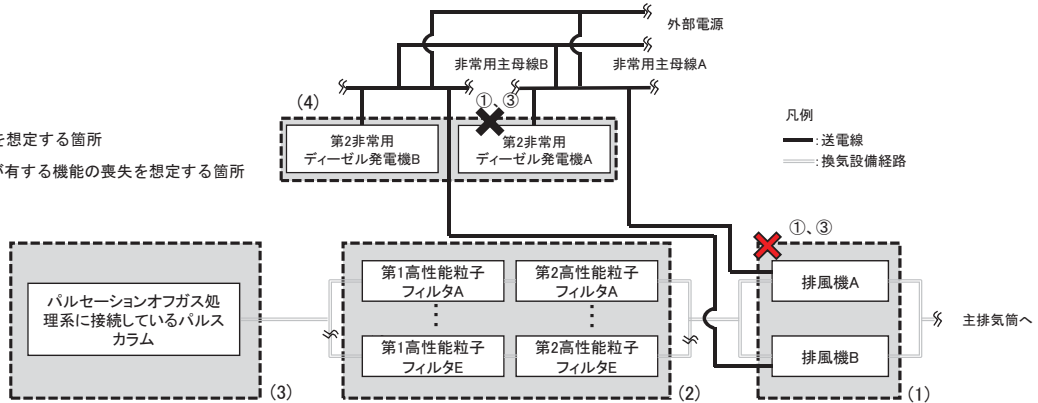 外部電源
非常用主母線B
非常用主母線A
(4)
①、③
凡例
:送電線
:換気設備経路
第2非常用
ディーゼル発電機B
第2非常用
ディーゼル発電機A
を想定する箇所
が有する機能の喪失を想定する箇所
①、③
パルセーションオフガス処
理系に接続しているパルス
カラム
第1高性能粒子
フィルタA
第2高性能粒子
フィルタA
第1高性能粒子
フィルタE
第2高性能粒子
フィルタE
排風機A
排風機B
主排気筒へ
(3)
(2)
(1)